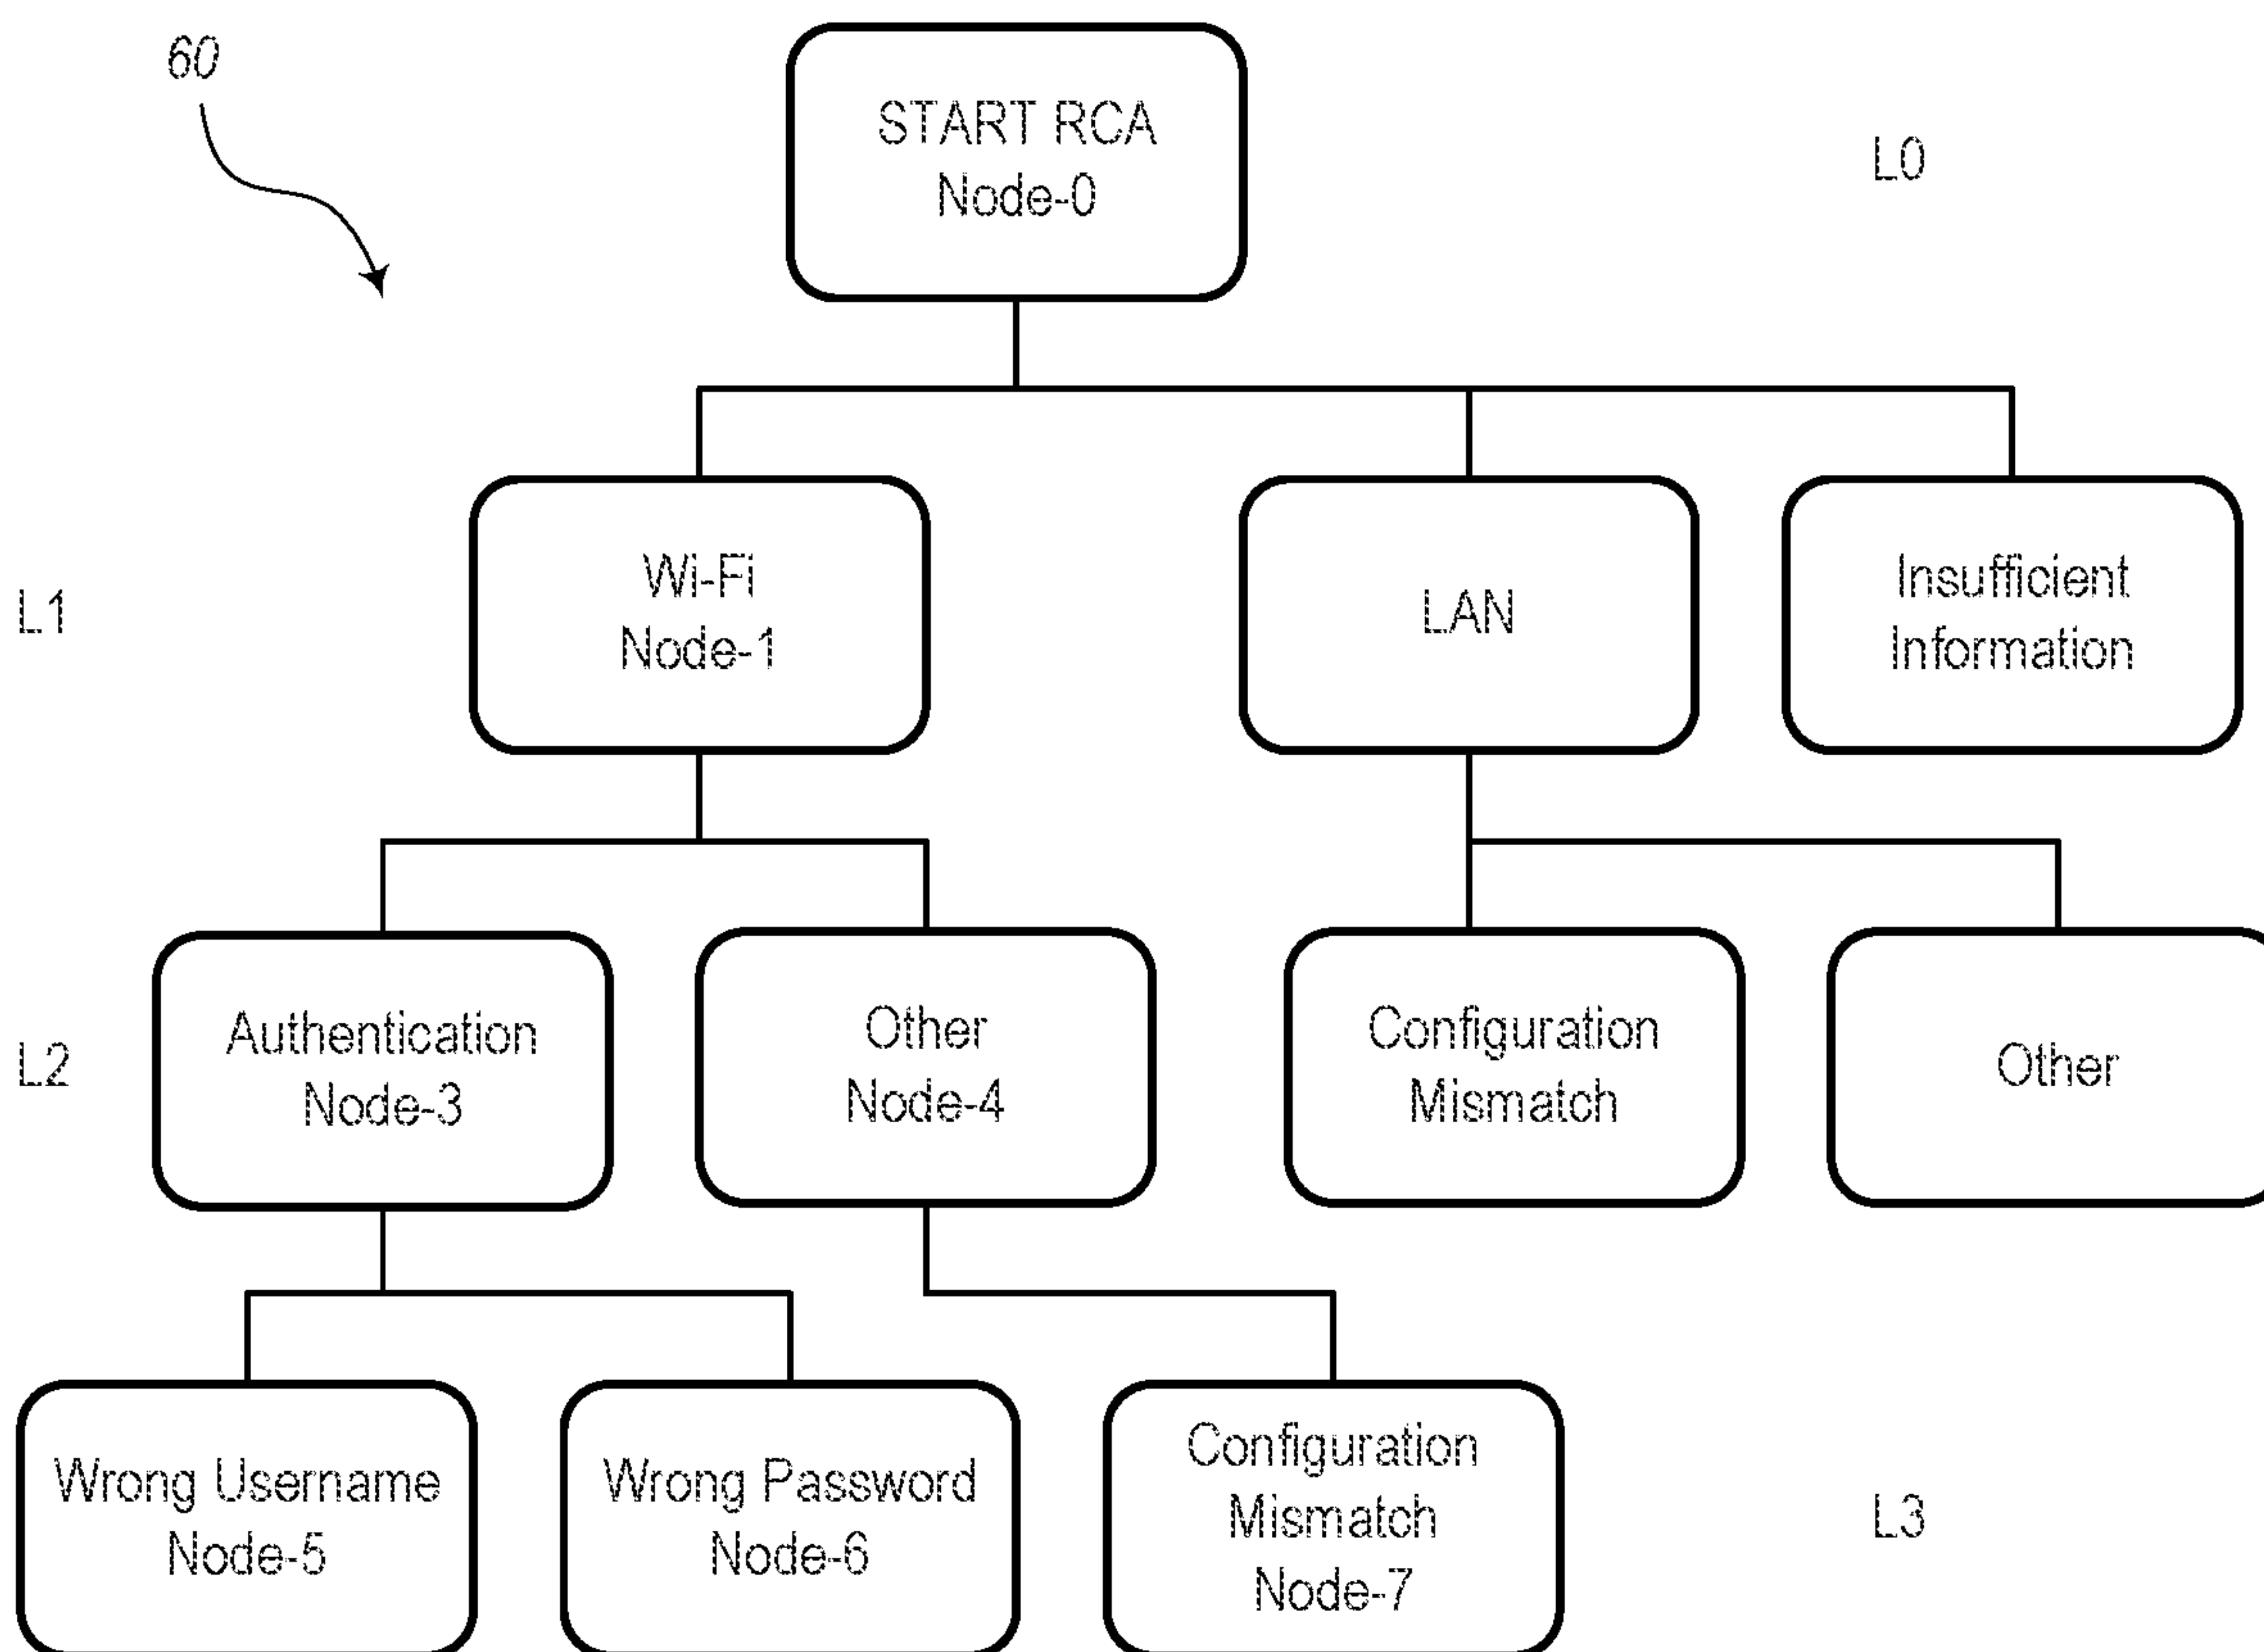 60
START RCA
Node-0
L0
L1
Wi-Fi
Node-1
LAN
Insufficient
Information
L2
Authentication
Node-3
Other
Node-4
Configuration
Mismatch
Other
Wrong Username
Node-5
Wrong Password
Node-6
Configuration
Mismatch
Node-7
L3